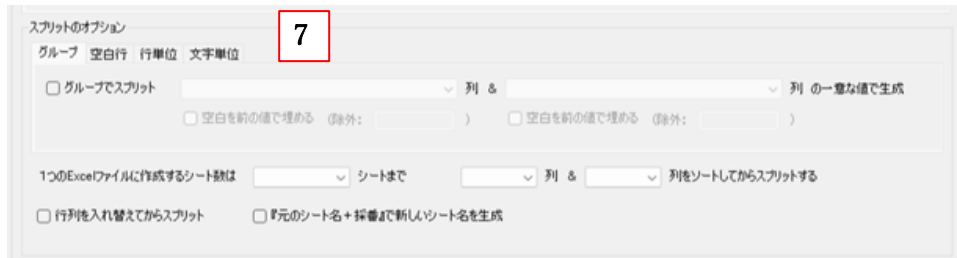 スプリットのオプション
7
グループ 空白行 行単位 文字単位
グループでスプリット 列 & 列 の一意な値で生成
空白を前の値で埋める (除外: ) 空白を前の値で埋める (除外: )
1つのExcelファイルに作成するシート数は シートまで 列 & 列をソートしてからスプリットする
行列を入れ替えてからスプリット 『元のシート名+採番』で新しいシート名を生成